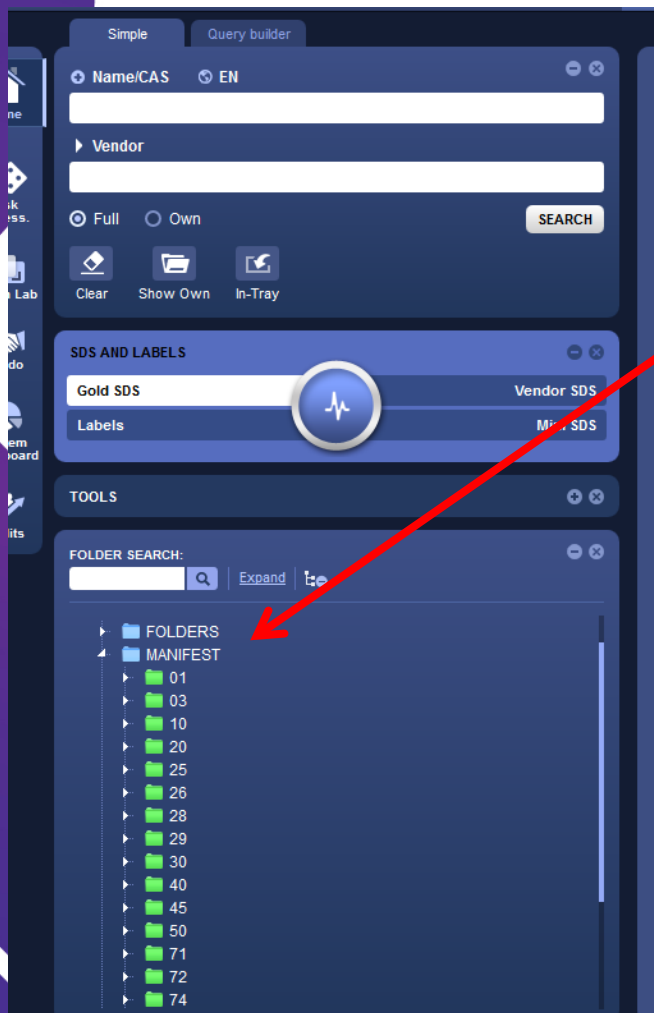 Simple Query builder
Name/CAS EN
Vendor
Full Own SEARCH
Clear Show Own In-Tray
SDS AND LABELS
Gold SDS Vendor SDS
Labels SDS
TOOLS
FOLDER SEARCH:
Expand
FOLDERS
MANIFEST
01
03
10
20
25
26
28
29
30
40
45
50
71
72
74
Lab